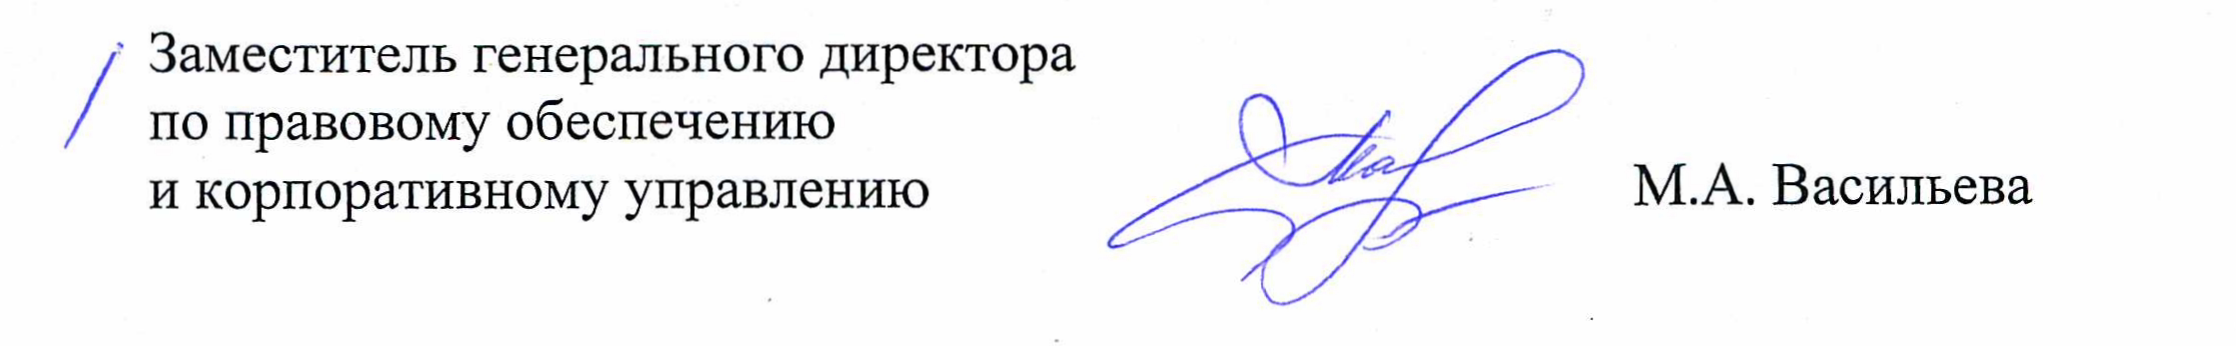 Заместитель генерального директора
по правовому обеспечению
и корпоративному управлению М.А. Васильева